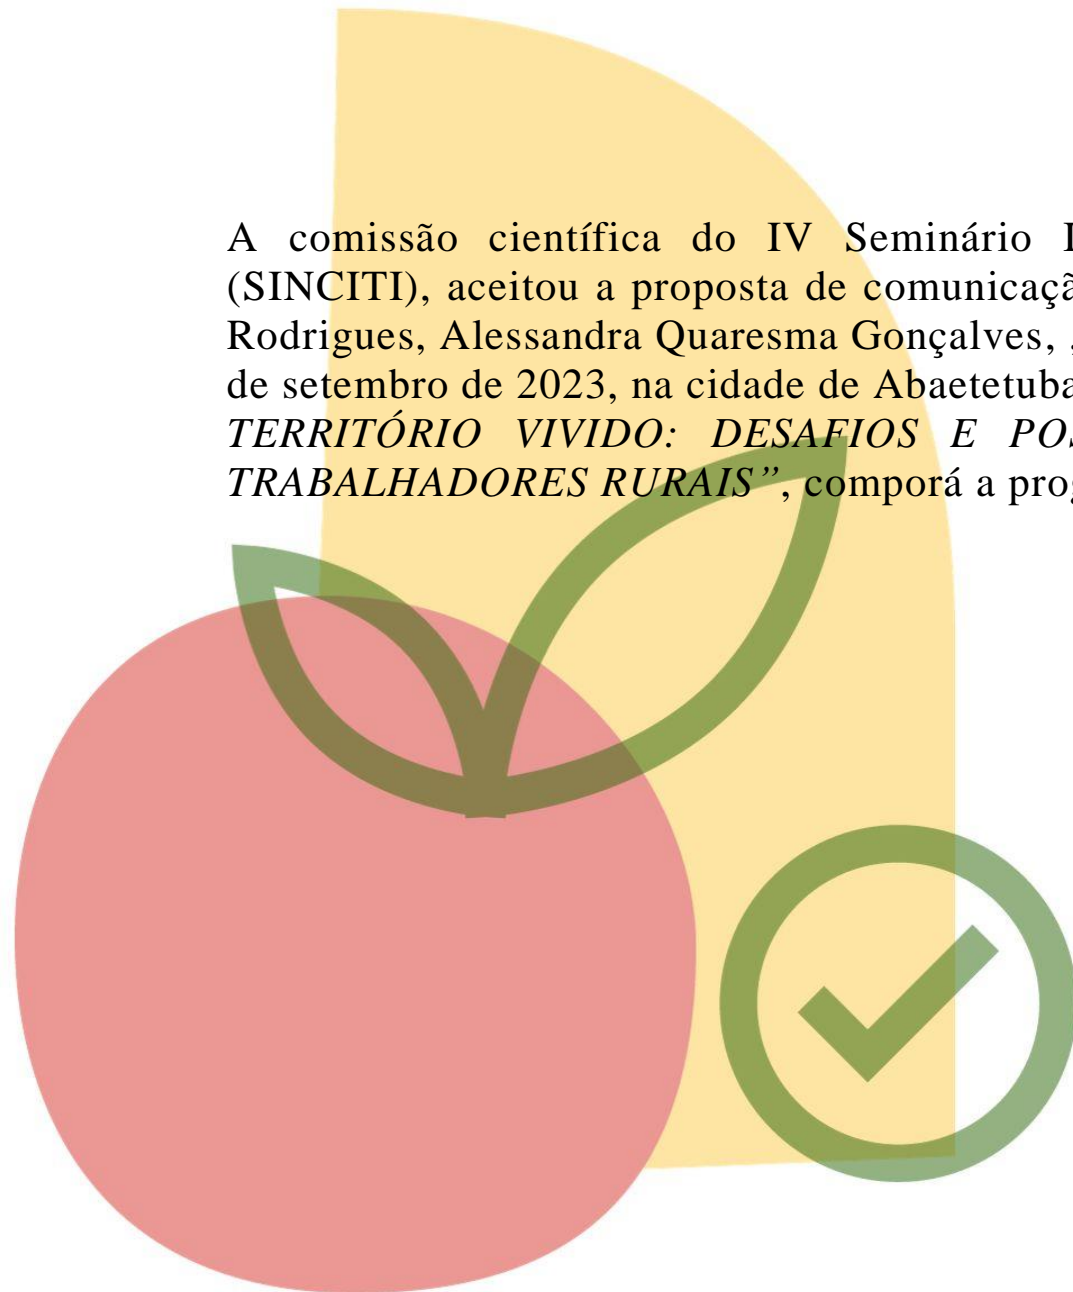 A comissão científica do IV Seminário
(SINCITI), aceitou a proposta de
Rodrigues, Alessandra Quaresma Gonçalves, ,
de setembro de 2023, na cidade de Abaetetuba
TERRITÓRIO VIVIDO: DESAFIOS E
TRABALHADORES RURAIS”, comporá a